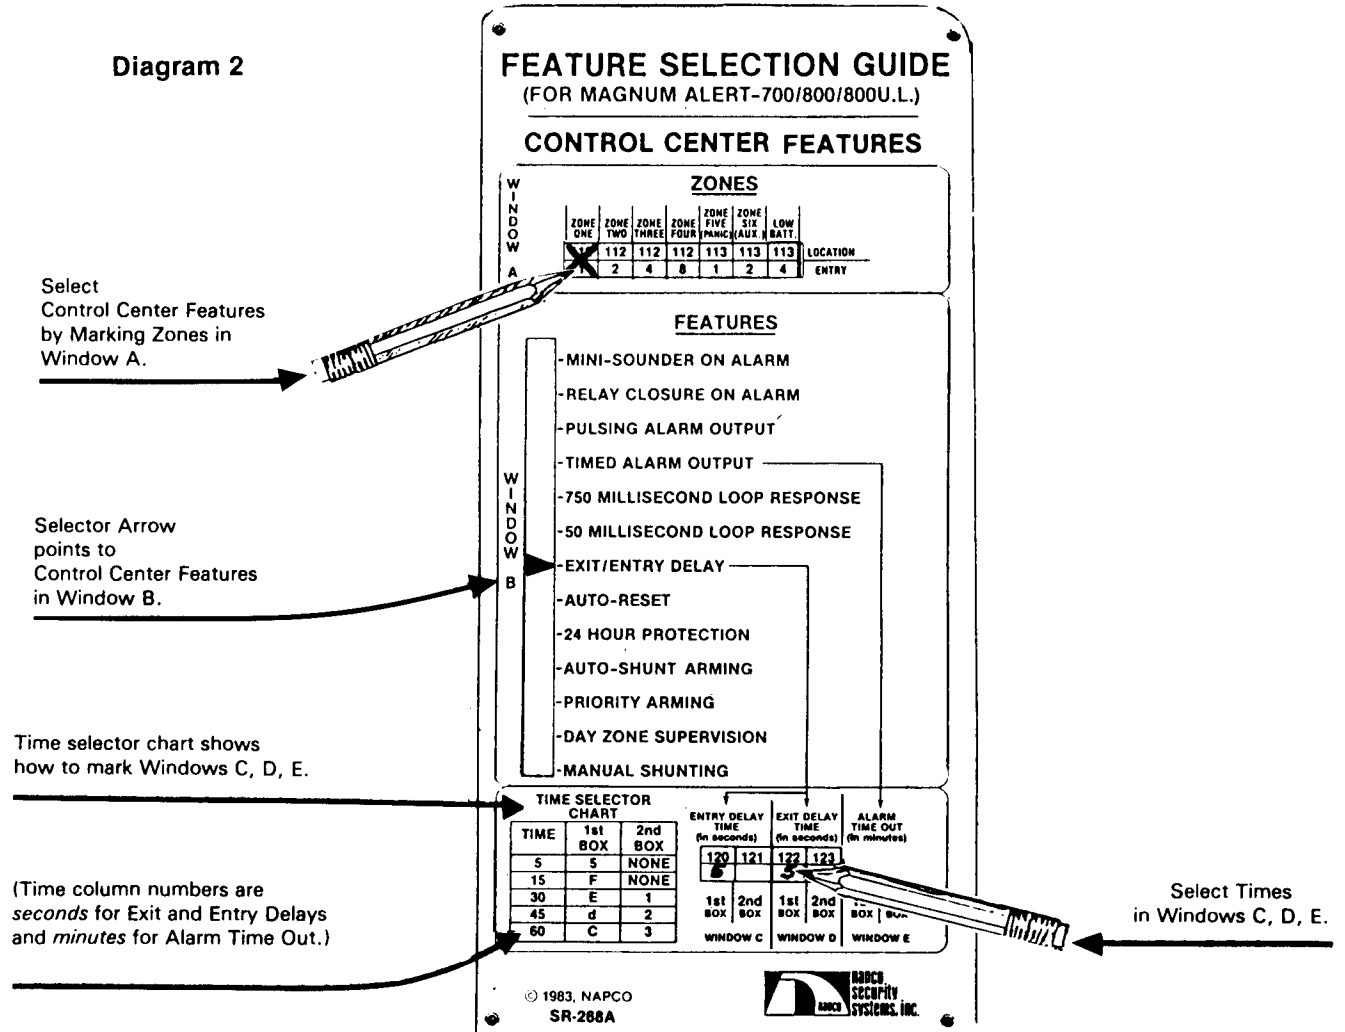 Diagram 2
FEATURE SELECTION GUIDE
(FOR MAGNUM ALERT-700/800/800U.L.)
CONTROL CENTER FEATURES
WINDOW A
ZONES
ZONE ONE
ZONE TWO
ZONE THREE
ZONE FOUR
ZONE FIVE (PANIC)
ZONE SIX (AUX.)
LOW BATT.
112 112 112 113 113 113 LOCATION
1 2 4 8 1 2 4 ENTRY
Select
Control Center Features
by Marking Zones in
Window A.
FEATURES
WINDOW B
-MINI-SOUNDER ON ALARM
-RELAY CLOSURE ON ALARM
-PULSING ALARM OUTPUT
-TIMED ALARM OUTPUT
-750 MILLISECOND LOOP RESPONSE
-50 MILLISECOND LOOP RESPONSE
-EXIT/ENTRY DELAY
-AUTO-RESET
-24 HOUR PROTECTION
-AUTO-SHUNT ARMING
-PRIORITY ARMING
-DAY ZONE SUPERVISION
-MANUAL SHUNTING
Selector Arrow
points to
Control Center Features
in Window B.
Time selector chart shows
how to mark Windows C, D, E.
(Time column numbers are
seconds for Exit and Entry Delays
and minutes for Alarm Time Out.)
TIME SELECTOR
CHART
TIME 1st BOX 2nd BOX
5 5 NONE
15 F NONE
30 E 1
45 d 2
60 C 3
ENTRY DELAY
TIME
(in seconds)
EXIT DELAY
TIME
(in seconds)
ALARM
TIME OUT
(in minutes)
120 121 122 123
5
1st BOX 2nd BOX 1st BOX 2nd BOX BOX BOX
WINDOW C WINDOW D WINDOW E
Select Times
in Windows C, D, E.
© 1983, NAPCO
SR-268A
napco
napco
security
systems, inc.